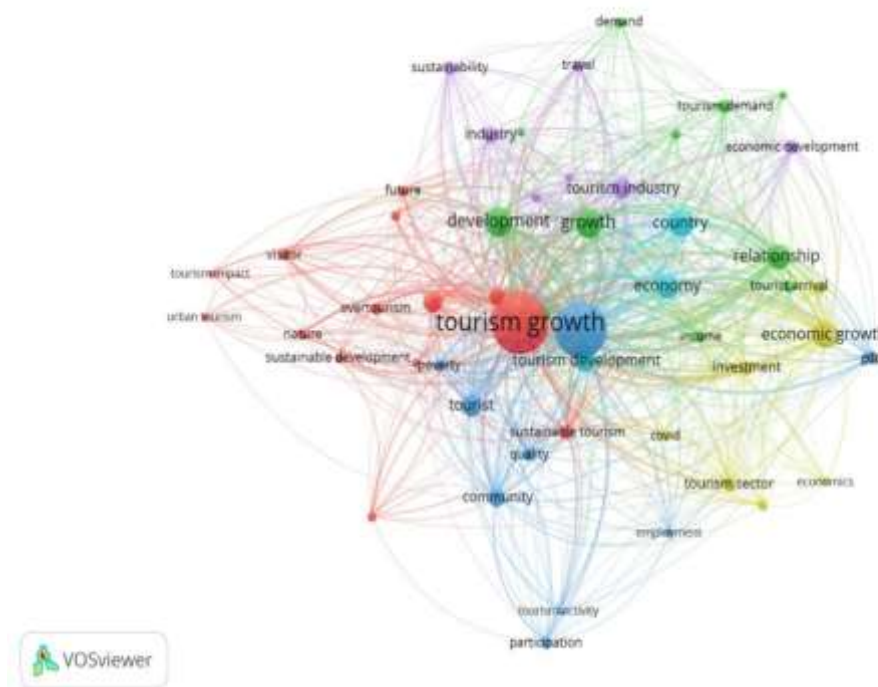 demand
sustainability
travel
tourism demand
industry
economic development
future
tourism industry
development
growth
country
visitor
relationship
tourism impact
economy
tourist arrival
overtourism
urban tourism
tourism growth
nature
economic growth
income
sustainable development
poverty
tourism development
investment
tourist
sustainable tourism
covid
quality
tourism sector
economics
community
employment
tourism activity
participation
VOSviewer